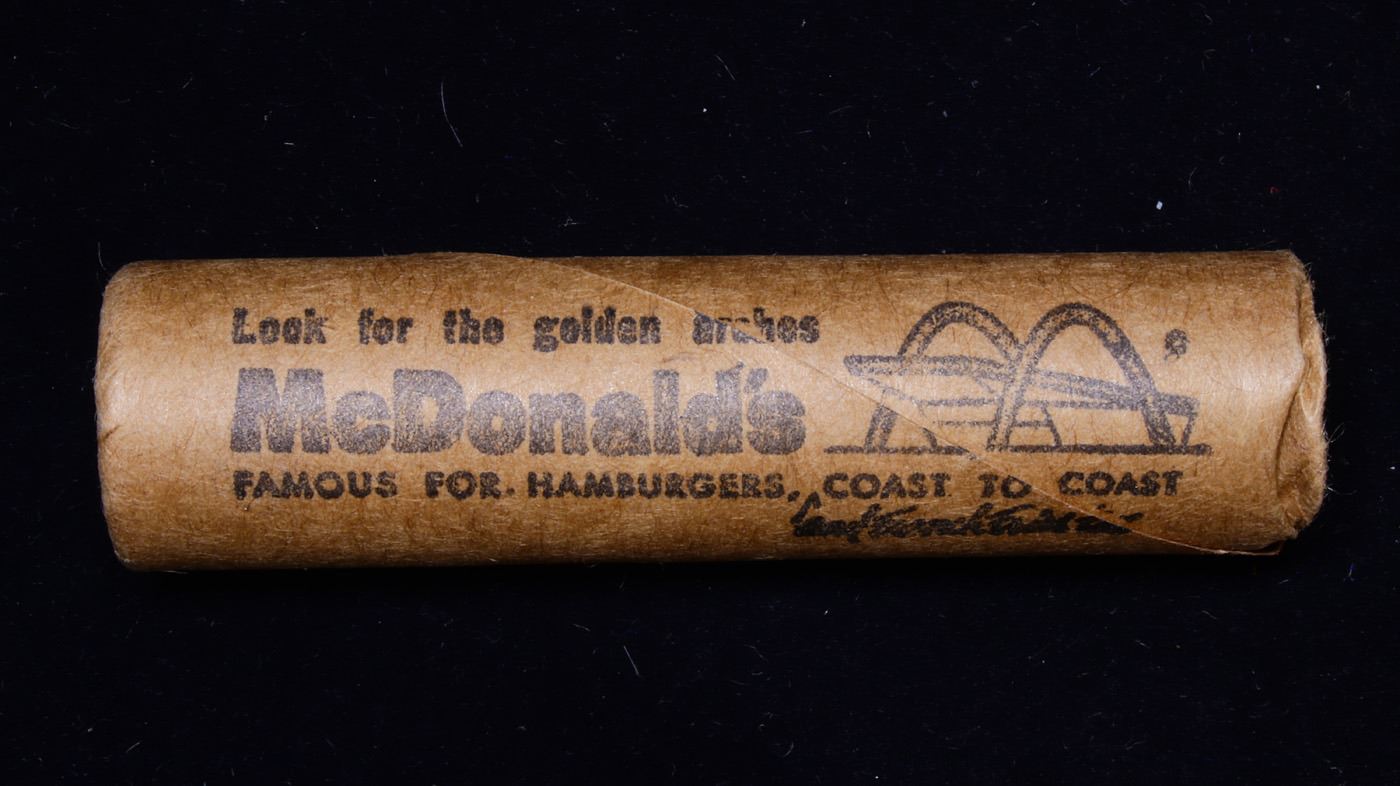 Look for the golden arches
McDonald's
®
FAMOUS FOR HAMBURGERS, COAST TO COAST